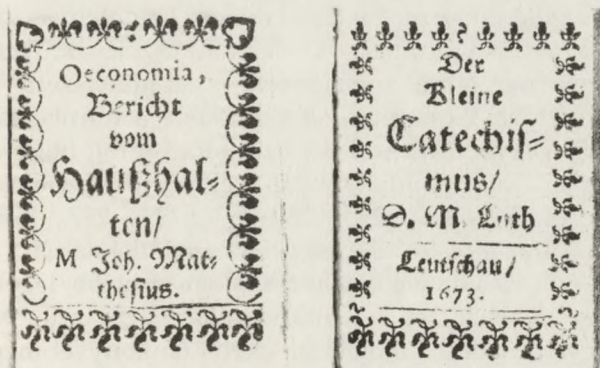 Oeconomia,
Bericht
vom
Haußhal=
ten/
M Joh. Mat=
thesius.
Der
Kleine
Catechis=
mus/
D. M. Luth
Leutschau/
1673.